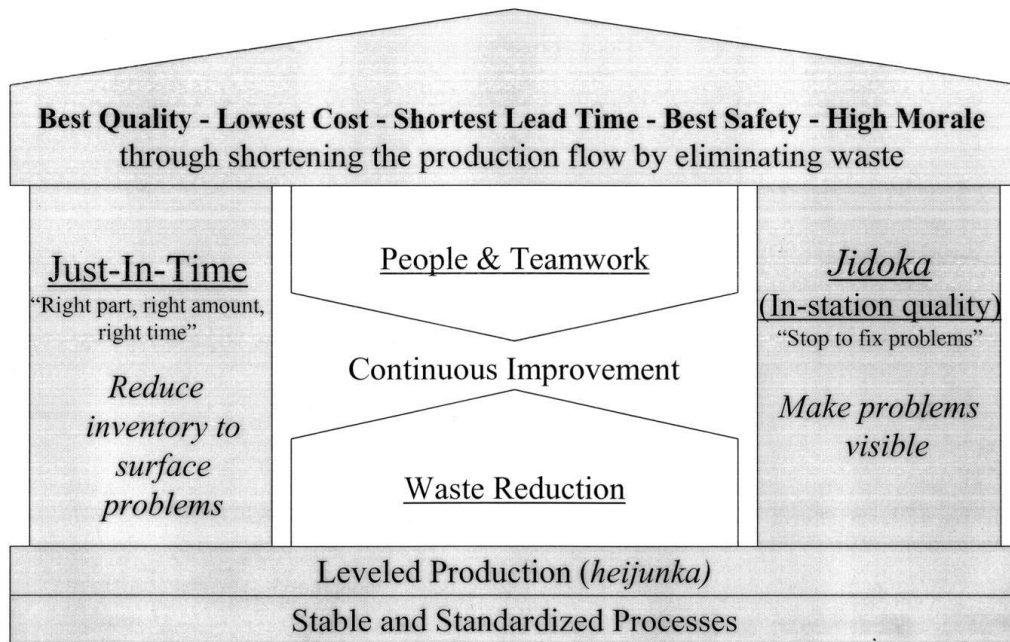 Best Quality - Lowest Cost - Shortest Lead Time - Best Safety - High Morale
through shortening the production flow by eliminating waste
Just-In-Time
“Right part, right amount,
right time”
Reduce
inventory to
surface
problems
People & Teamwork
Continuous Improvement
Waste Reduction
Jidoka
(In-station quality)
“Stop to fix problems”
Make problems
visible
Leveled Production (heijunka)
Stable and Standardized Processes